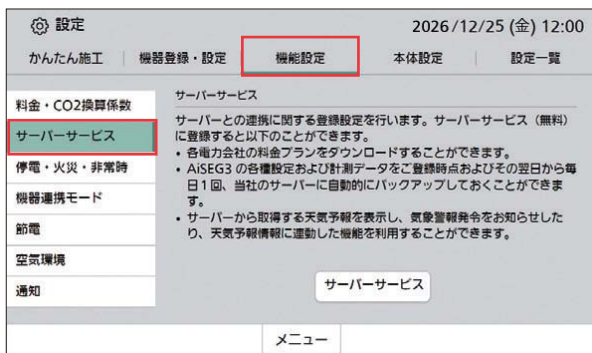 設定
2026/12/25 (金) 12:00
かんたん施工
機器登録・設定
機能設定
本体設定
設定一覧
料金・CO2換算係数
サーバーサービス
停電・火災・非常時
機器連携モード
節電
空気環境
通知
サーバーサービス
サーバーとの連携に関する登録設定を行います。サーバーサービス（無料）
に登録すると以下のことができます。
・各電力会社の料金プランをダウンロードすることができます。
・AiSEG3 の各種設定および計測データをご登録時点およびその翌日から毎
日1回、当社のサーバーに自動的にバックアップしておくことができま
す。
・サーバーから取得する天気予報を表示し、気象警報発令をお知らせした
り、天気予報情報に連動した機能を利用することができます。
サーバーサービス
メニュー